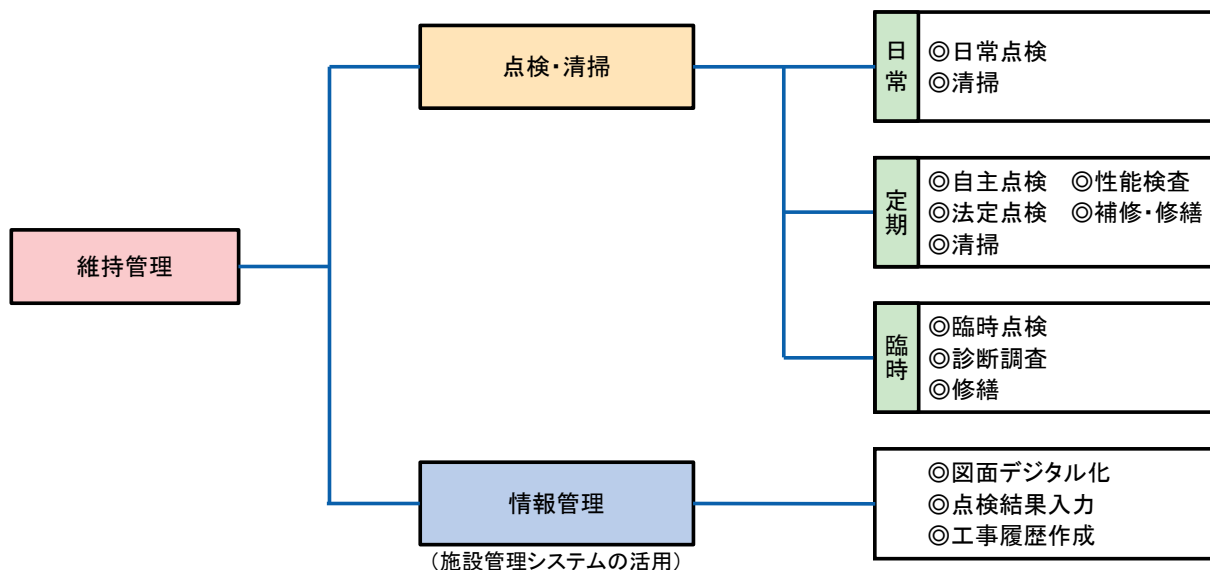 維持管理
点検・清掃
日常
◎日常点検
◎清掃
定期
◎自主点検 ◎性能検査
◎法定点検 ◎補修・修繕
◎清掃
臨時
◎臨時点検
◎診断調査
◎修繕
情報管理
（施設管理システムの活用）
◎図面デジタル化
◎点検結果入力
◎工事履歴作成